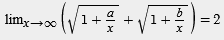 lim_{x→∞} (√(1 + a/x) + √(1 + b/x)) = 2